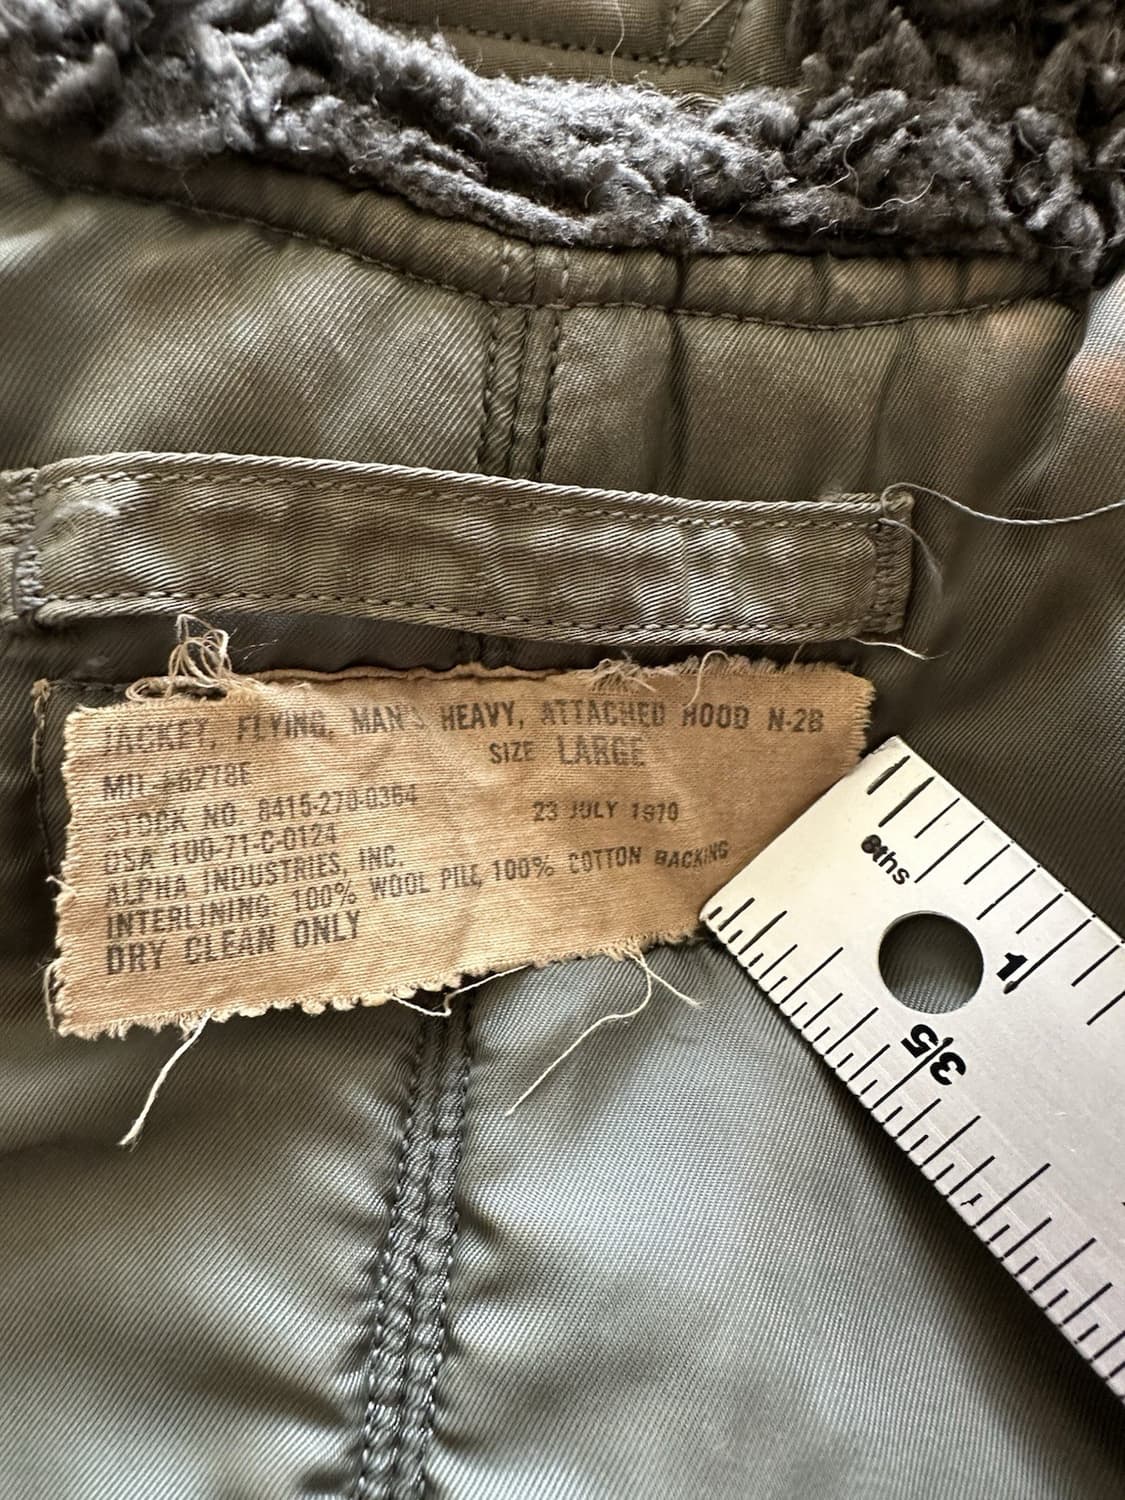 JACKET, FLYING, MAN'S HEAVY, ATTACHED HOOD N-2B
SIZE LARGE
MIL-J-6278E
STOCK NO. 8415-270-0364
23 JULY 1970
DSA 100-71-C-0124
ALPHA INDUSTRIES, INC.
INTERLINING: 100% WOOL PILE, 100% COTTON BACKING
DRY CLEAN ONLY
8ths
1
35